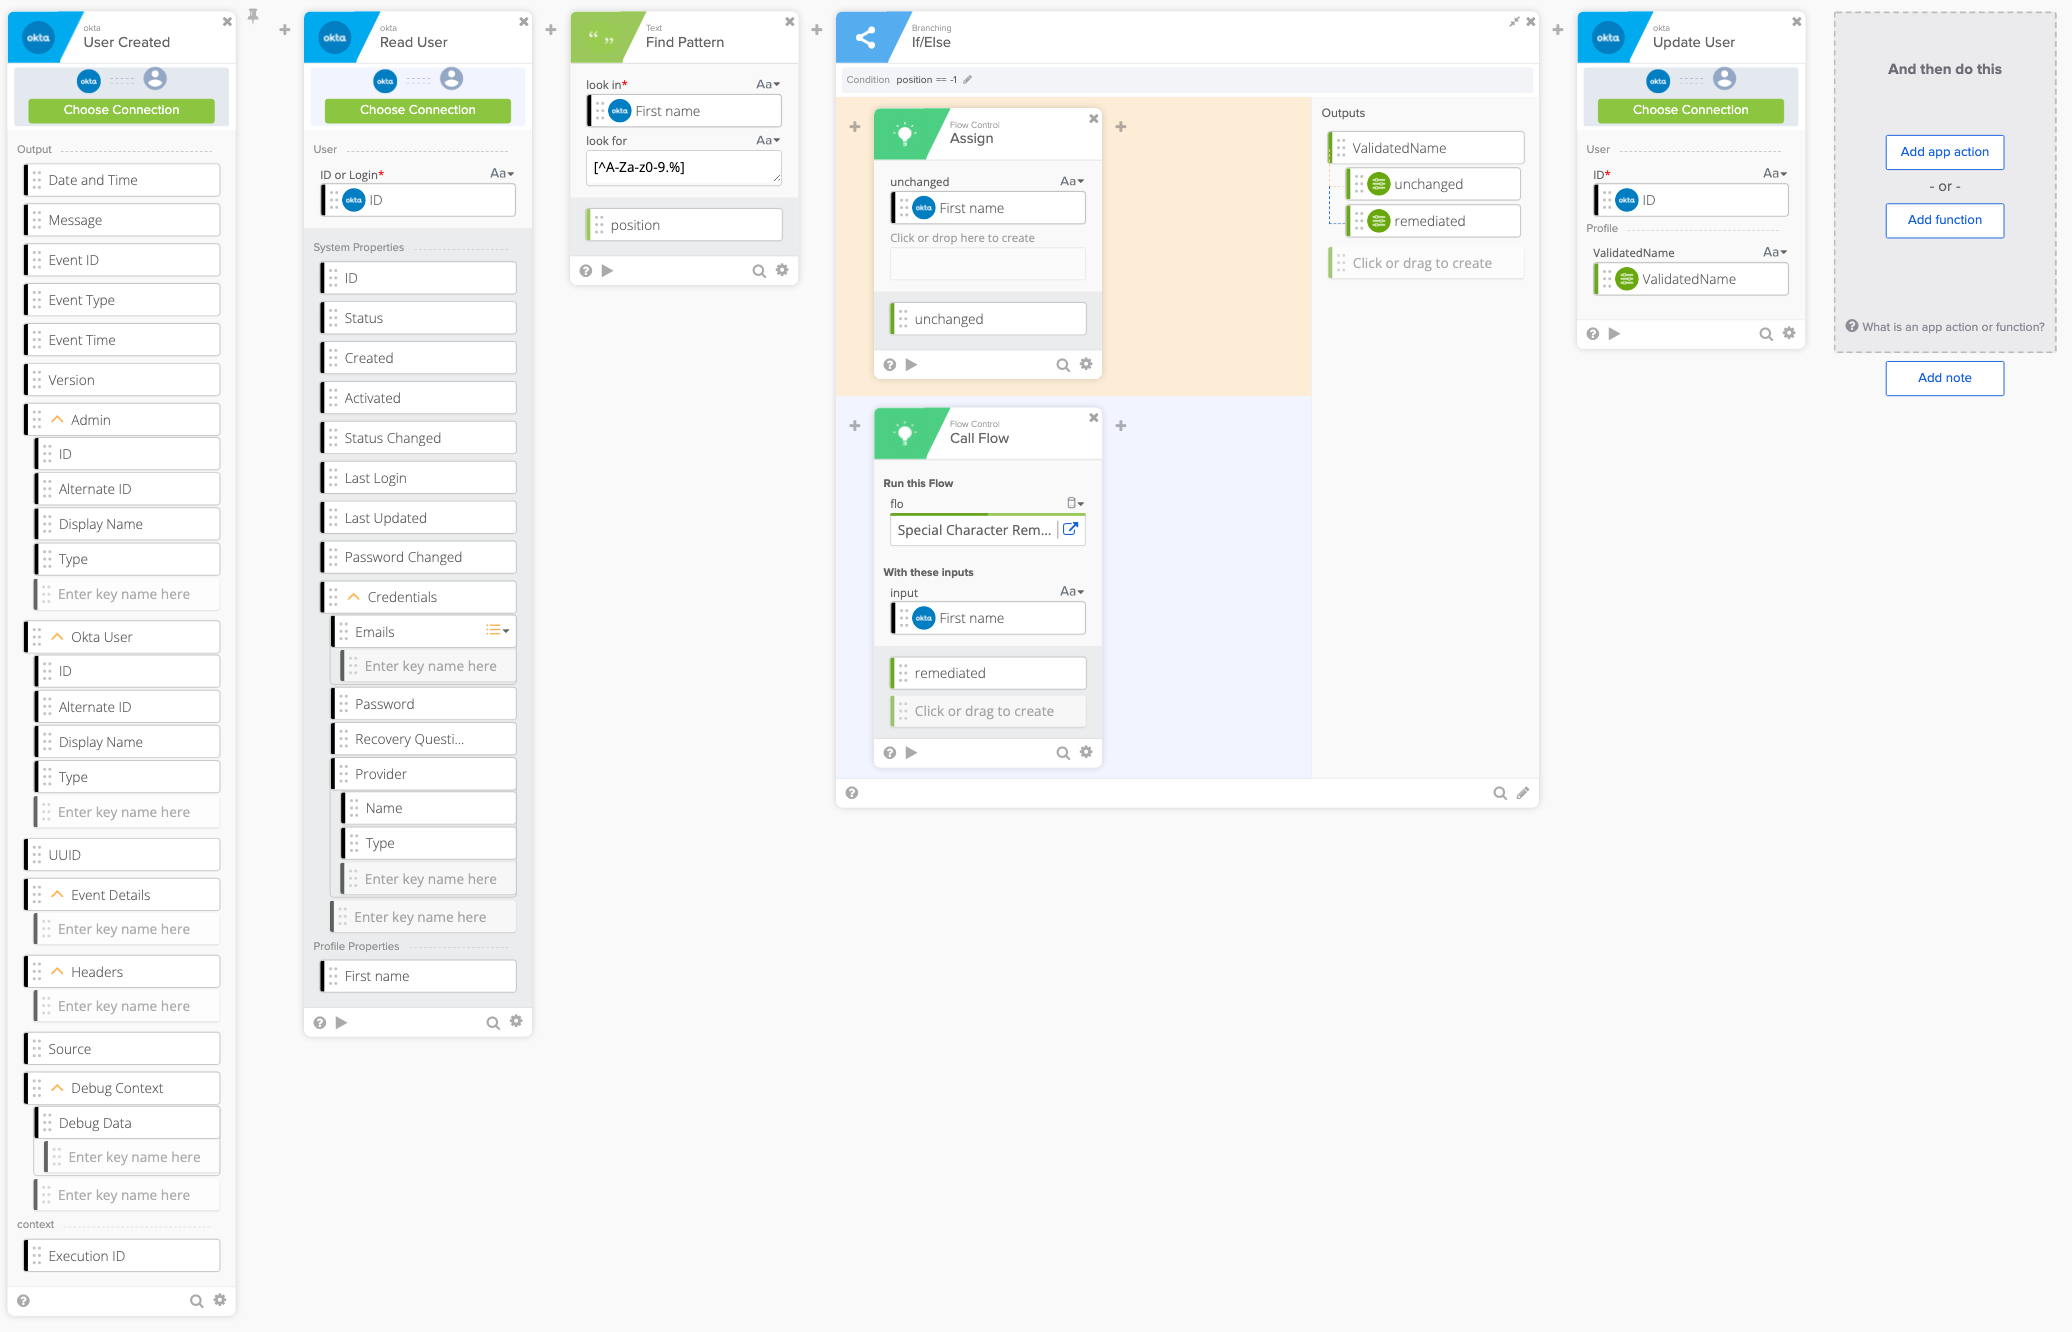 okta
okta
User Created
okta
Choose Connection
Output
Date and Time
Message
Event ID
Event Type
Event Time
Version
Admin
ID
Alternate ID
Display Name
Type
Enter key name here
Okta User
ID
Alternate ID
Display Name
Type
Enter key name here
UUID
Event Details
Enter key name here
Headers
Enter key name here
Source
Debug Context
Debug Data
Enter key name here
Enter key name here
context
Execution ID
okta
okta
Read User
okta
Choose Connection
User
ID or Login* Aa
okta ID
System Properties
ID
Status
Created
Activated
Status Changed
Last Login
Last Updated
Password Changed
Credentials
Emails
Enter key name here
Password
Recovery Questi...
Provider
Name
Type
Enter key name here
Enter key name here
Profile Properties
First name
Text
Find Pattern
look in* Aa
okta First name
look for Aa
[^A-Za-z0-9.%]
position
Branching
If/Else
Condition position == -1
Flow Control
Assign
unchanged Aa
okta First name
Click or drop here to create
unchanged
Flow Control
Call Flow
Run this Flow
flo
Special Character Rem...
With these inputs
input Aa
okta First name
remediated
Click or drag to create
Outputs
ValidatedName
unchanged
remediated
Click or drag to create
okta
okta
Update User
okta
Choose Connection
User
ID* Aa
okta ID
Profile
ValidatedName Aa
ValidatedName
And then do this
Add app action
- or -
Add function
What is an app action or function?
Add note